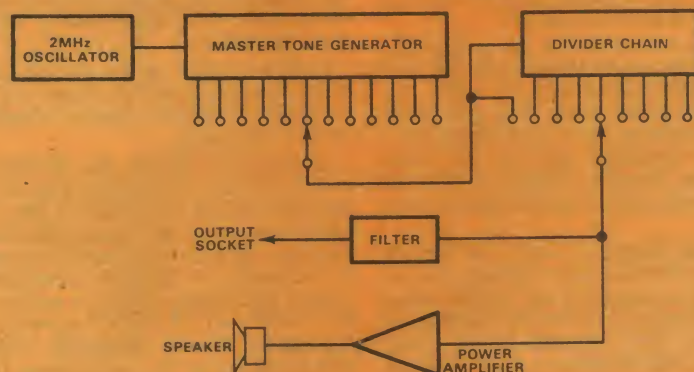 2MHz
OSCILLATOR
MASTER TONE GENERATOR
DIVIDER CHAIN
OUTPUT
SOCKET
FILTER
SPEAKER
POWER
AMPLIFIER